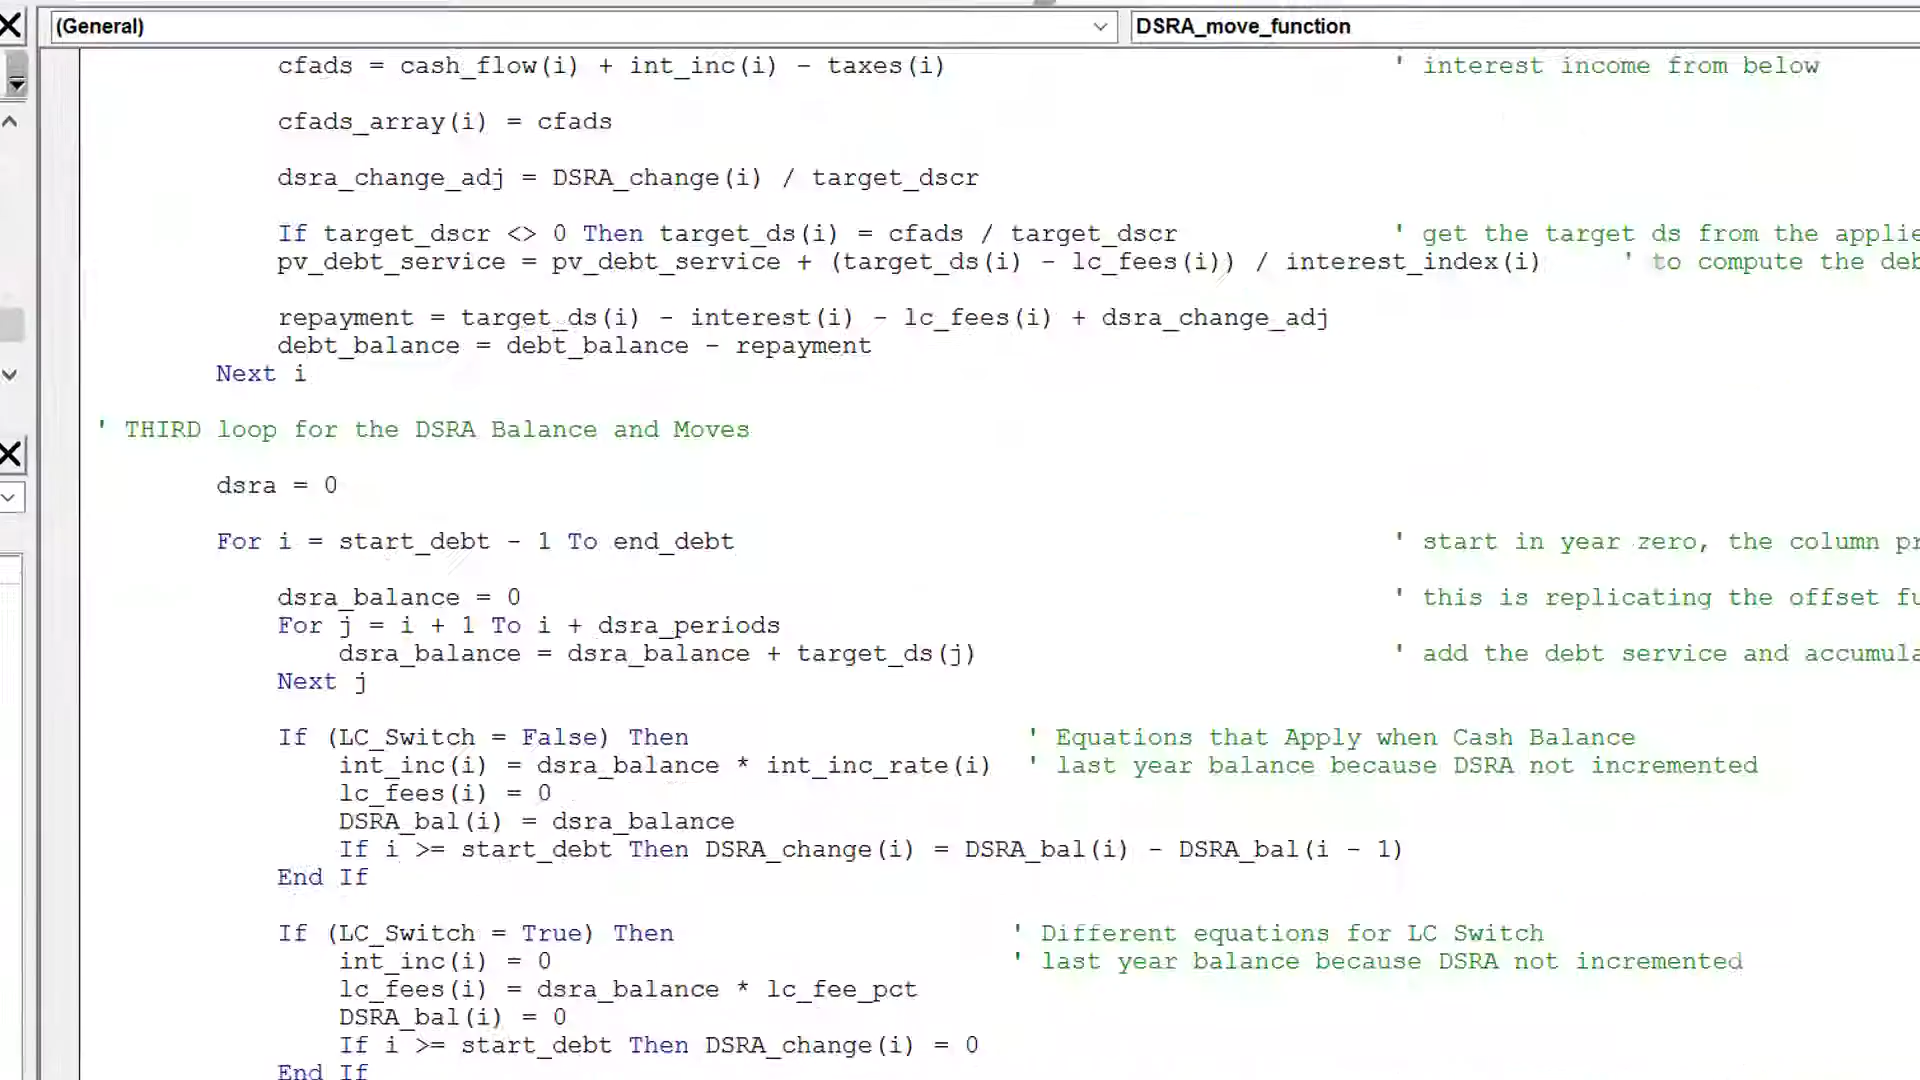 (General) DSRA_move_function
cfads = cash_flow(i) + int_inc(i) - taxes(i) ' interest income from below
cfads_array(i) = cfads
dsra_change_adj = DSRA_change(i) / target_dscr
If target_dscr <> 0 Then target_ds(i) = cfads / target_dscr ' get the target ds from the applie
pv_debt_service = pv_debt_service + (target_ds(i) - lc_fees(i)) / interest_index(i) ' to compute the deb
repayment = target_ds(i) - interest(i) - lc_fees(i) + dsra_change_adj
debt_balance = debt_balance - repayment
Next i
' THIRD loop for the DSRA Balance and Moves
dsra = 0
For i = start_debt - 1 To end_debt ' start in year zero, the column pr
dsra_balance = 0 ' this is replicating the offset fu
For j = i + 1 To i + dsra_periods
dsra_balance = dsra_balance + target_ds(j) ' add the debt service and accumula
Next j
If (LC_Switch = False) Then ' Equations that Apply when Cash Balance
int_inc(i) = dsra_balance * int_inc_rate(i) ' last year balance because DSRA not incremented
lc_fees(i) = 0
DSRA_bal(i) = dsra_balance
If i >= start_debt Then DSRA_change(i) = DSRA_bal(i) - DSRA_bal(i - 1)
End If
If (LC_Switch = True) Then ' Different equations for LC Switch
int_inc(i) = 0 ' last year balance because DSRA not incremented
lc_fees(i) = dsra_balance * lc_fee_pct
DSRA_bal(i) = 0
If i >= start_debt Then DSRA_change(i) = 0
End If